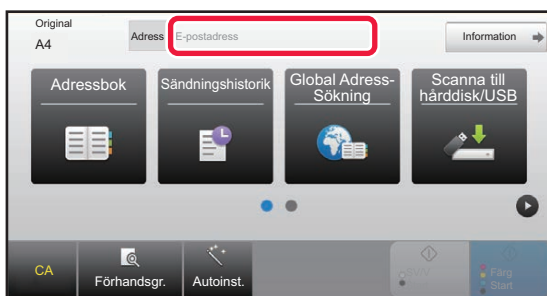 Original
A4
Adress
E-postadress
Information
Adressbok
Sändningshistorik
Global Adress-
Sökning
Scanna till
hårddisk/USB
CA
Förhandsgr.
Autoinst.
Färg
Start